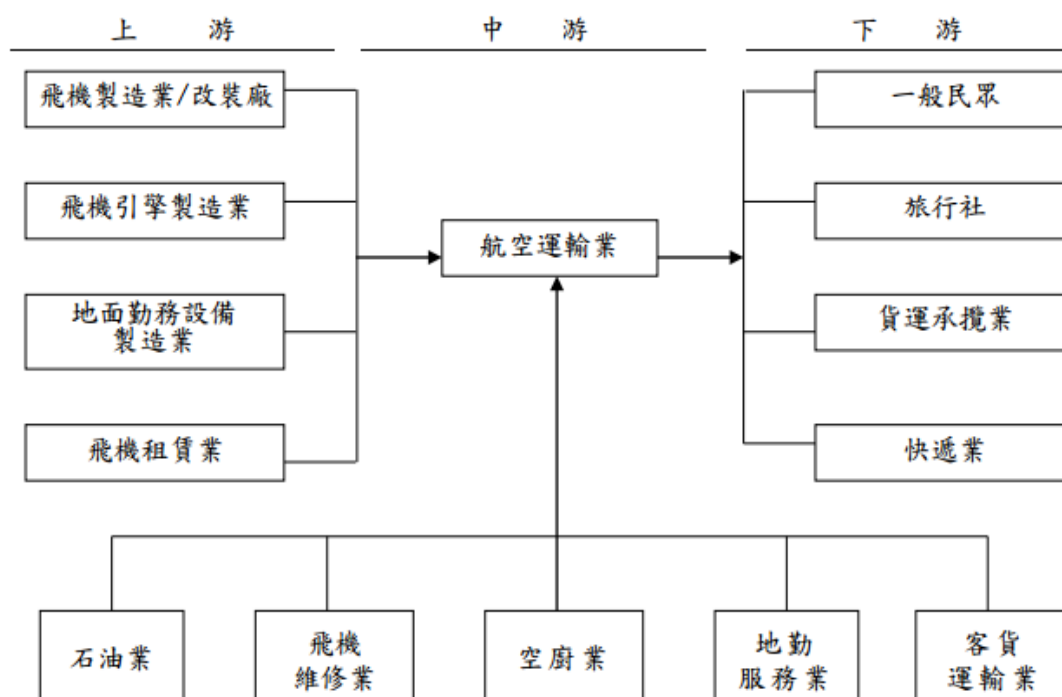 上 游
中 游
下 游
飛機製造業/改裝廠
一般民眾
飛機引擎製造業
旅行社
航空運輸業
地面勤務設備
製造業
貨運承攬業
飛機租賃業
快遞業
石油業
飛機
維修業
空廚業
地勤
服務業
客貨
運輸業